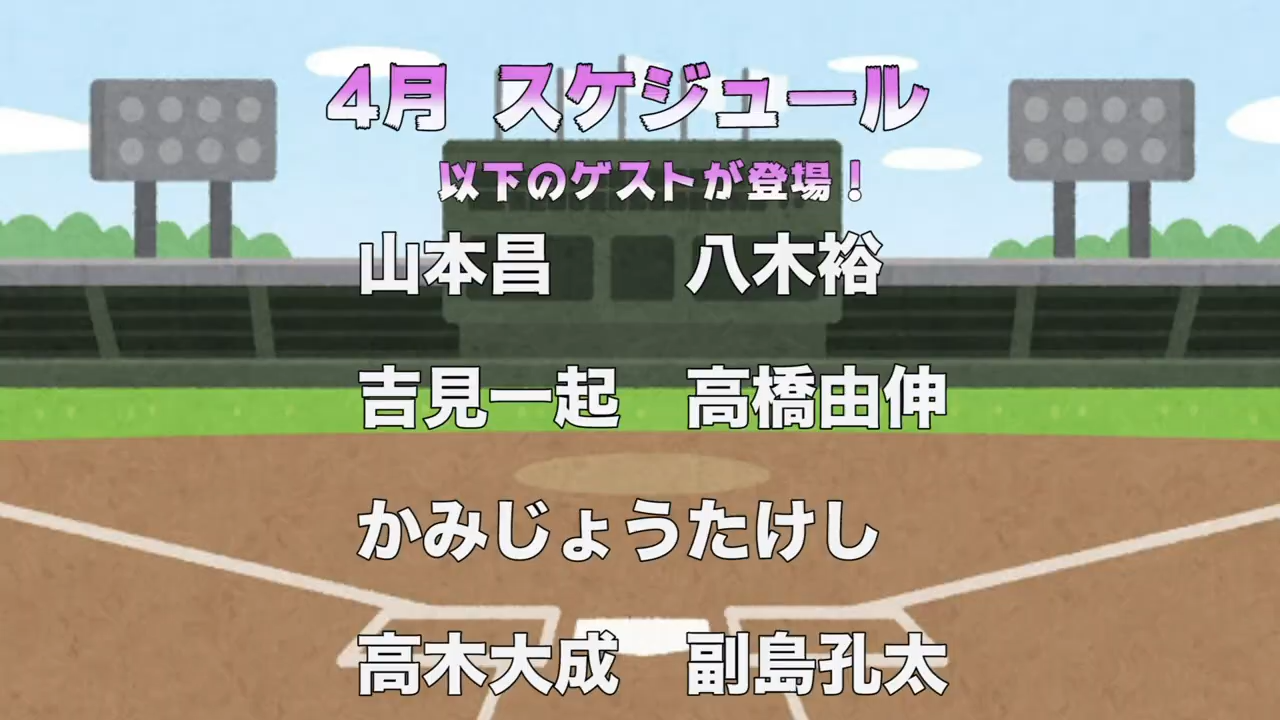 4月 スケジュール
以下のゲストが登場！
山本昌　八木裕
吉見一起　高橋由伸
かみじょうたけし
高木大成　副島孔太